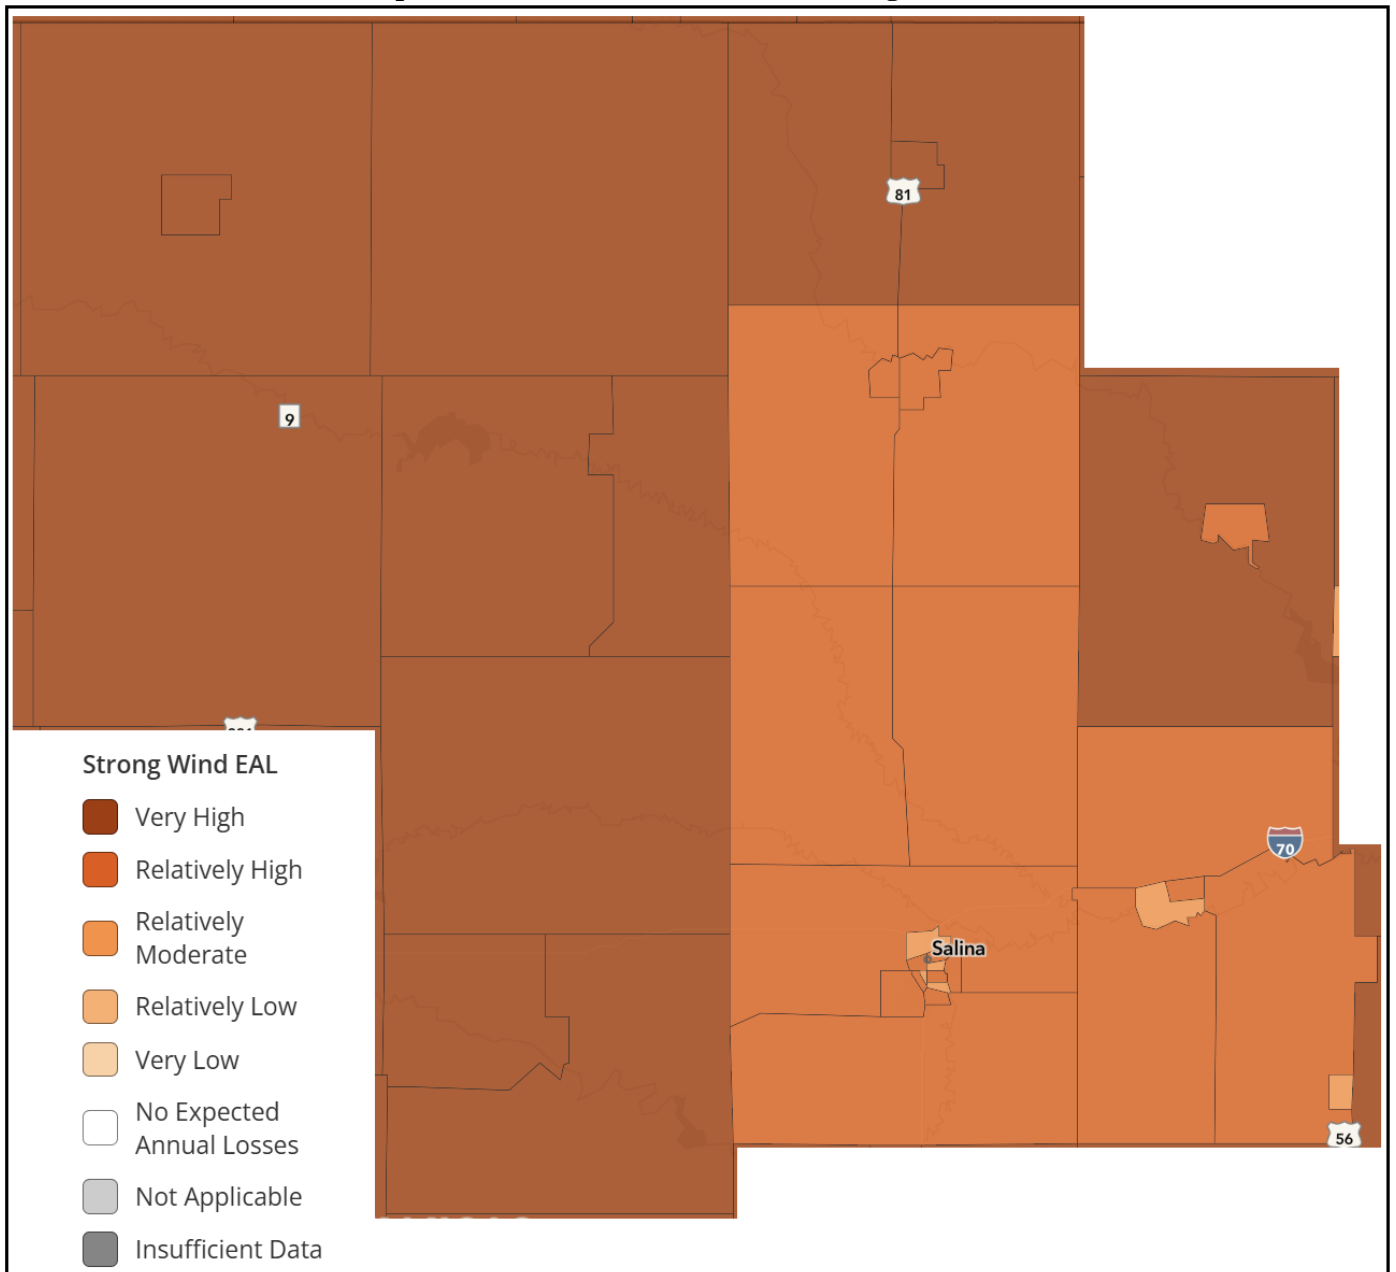 81
9
Strong Wind EAL
Very High
Relatively High
Relatively
Moderate
Relatively Low
Very Low
No Expected
Annual Losses
Not Applicable
Insufficient Data
70
Salina
56